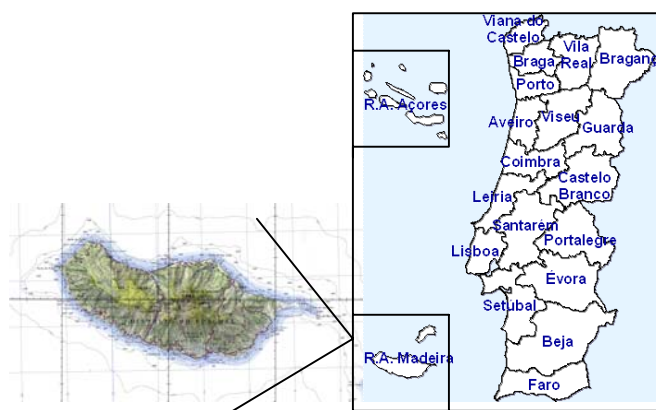 Viana do
Castelo
Vila
Real
Braganç
Braga
Porto
R.A. Açores
Aveiro
Viseu
Guarda
Coimbra
Castelo
Branco
Leiria
Santarém
Portalegre
Lisboa
Évora
Setubal
R.A. Madeira
Beja
Faro